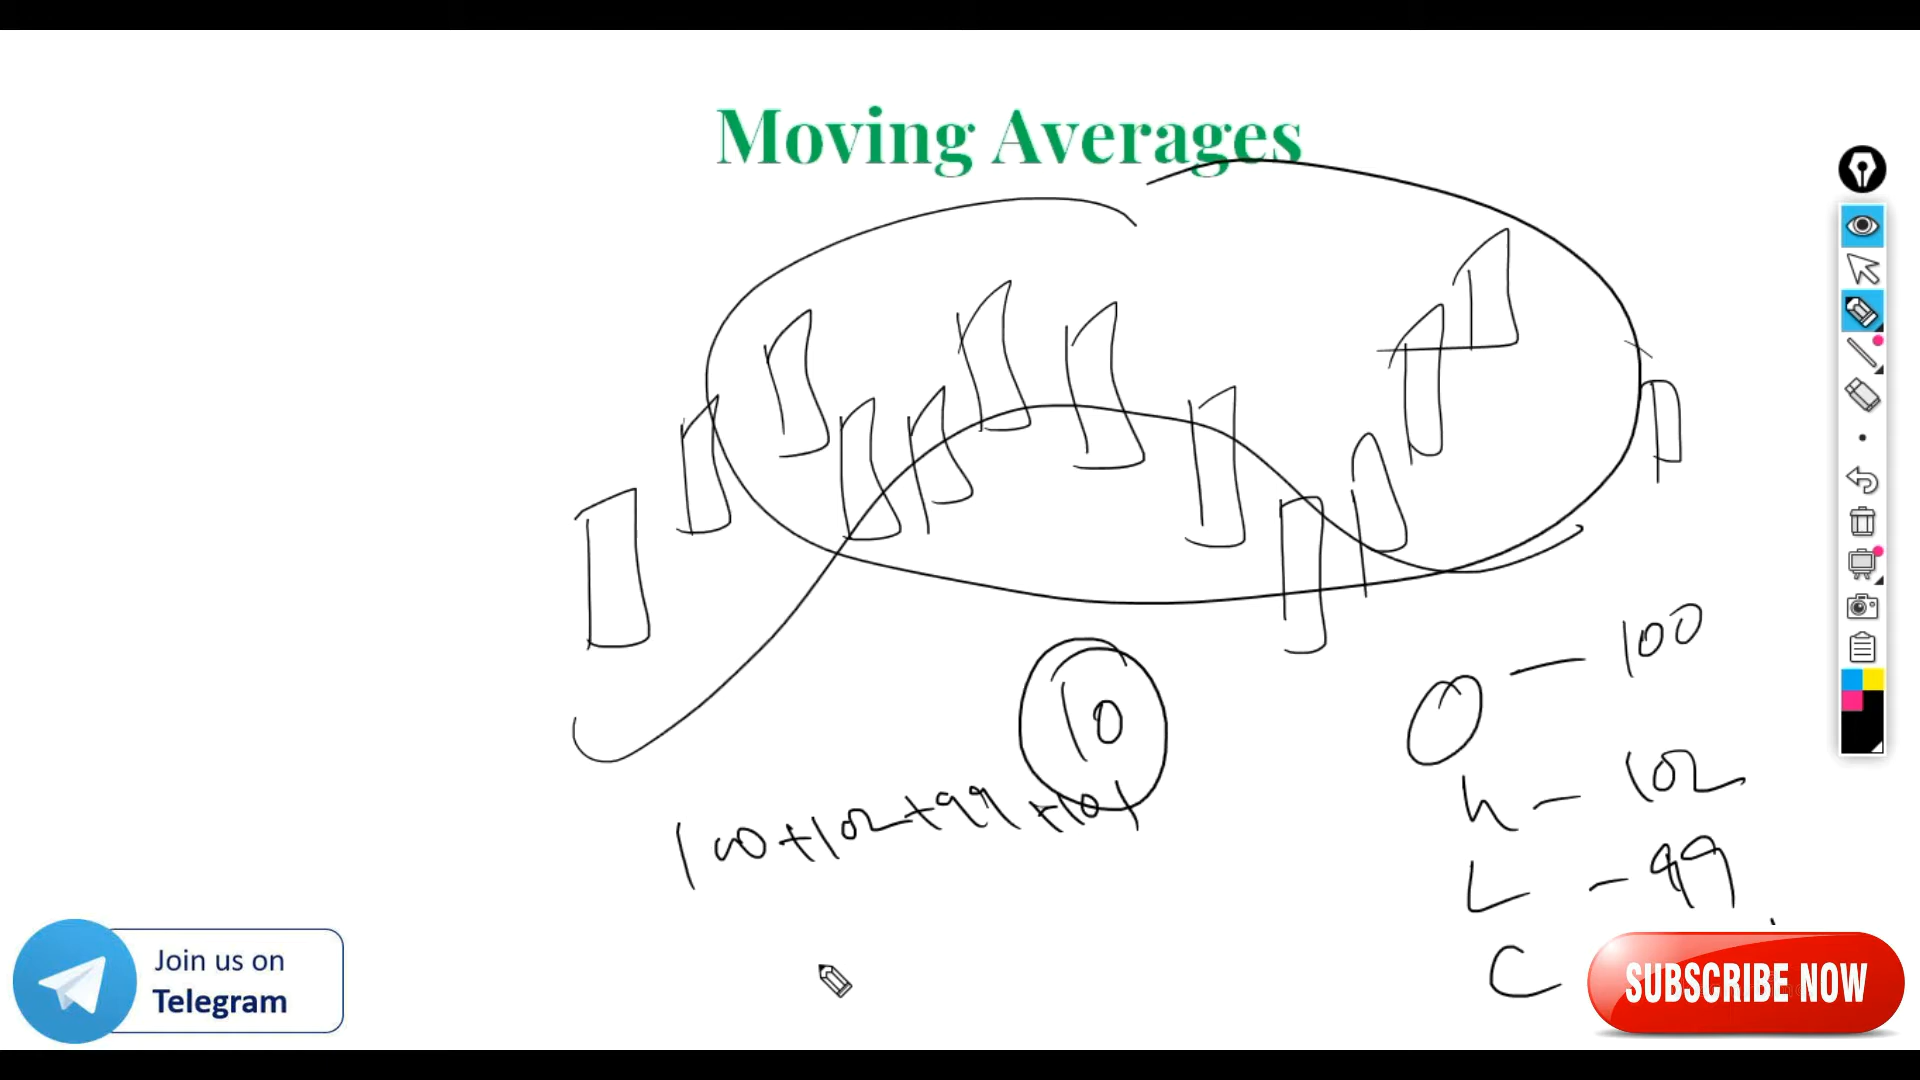 Moving Averages
10
100+102+99+101
O — 100
h — 102
L — 99
C
Join us on
Telegram
SUBSCRIBE NOW